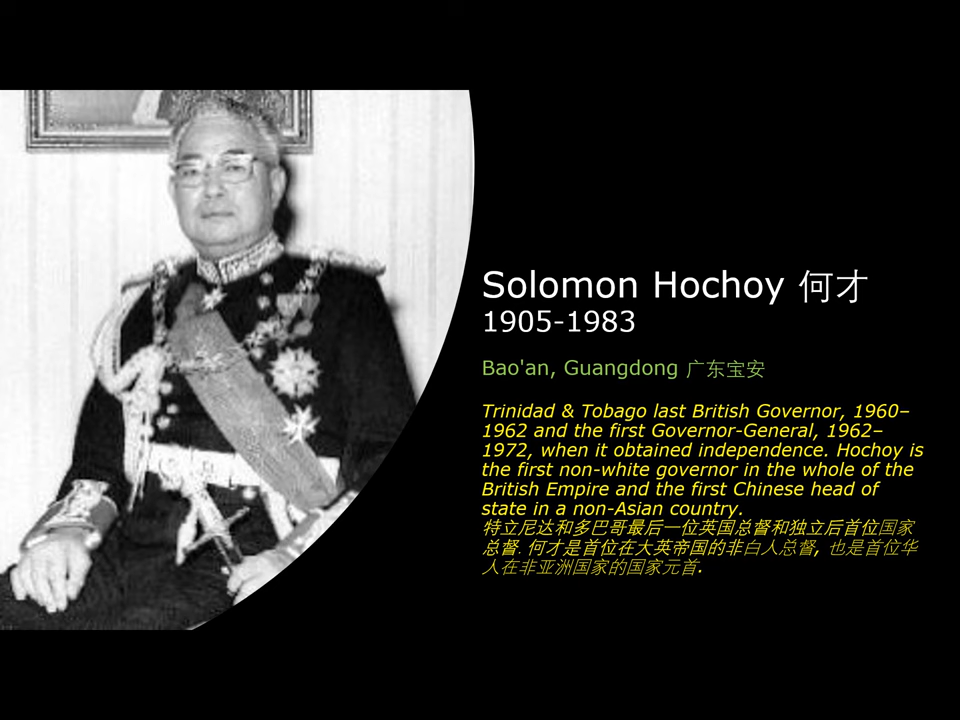 Solomon Hochoy 何才
1905-1983
Bao'an, Guangdong 广东宝安
Trinidad & Tobago last British Governor, 1960–
1962 and the first Governor-General, 1962–
1972, when it obtained independence. Hochoy is
the first non-white governor in the whole of the
British Empire and the first Chinese head of
state in a non-Asian country.
特立尼达和多巴哥最后一位英国总督和独立后首位国家
总督. 何才是首位在大英帝国的非白人总督, 也是首位华
人在非亚洲国家的国家元首.